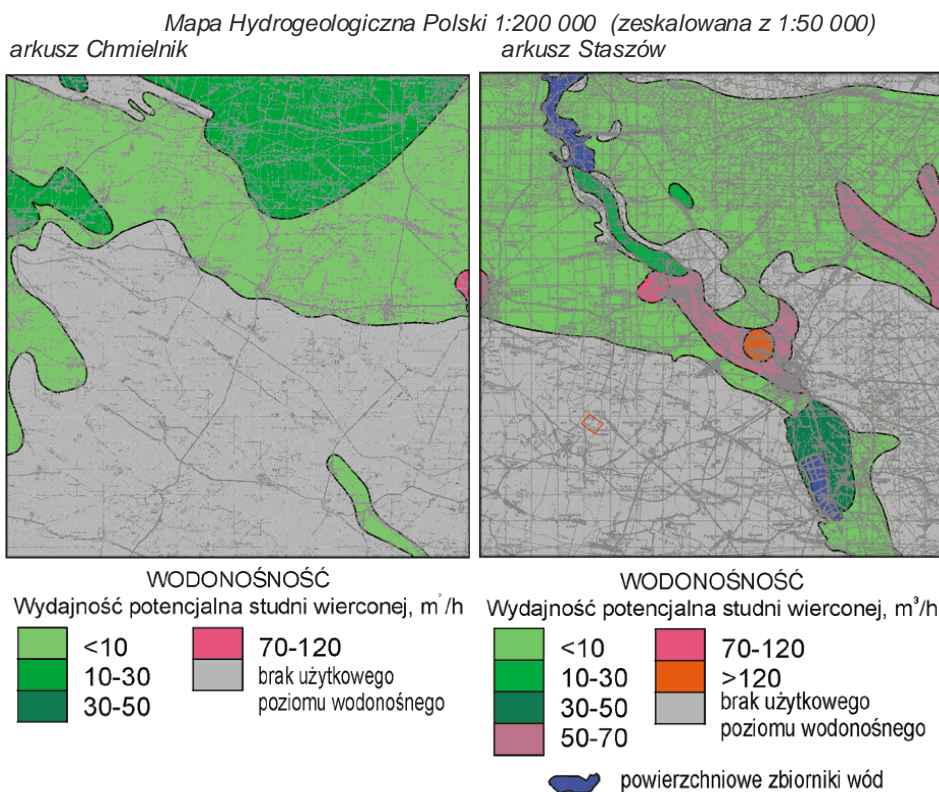 Mapa Hydrogeologiczna Polski 1:200 000 (zeskalowana z 1:50 000)
arkusz Chmielnik
arkusz Staszów
WODONOŚNOŚĆ
Wydajność potencjalna studni wierconej, m³/h
<10
10-30
30-50
70-120
brak użytkowego
poziomu wodonośnego
WODONOŚNOŚĆ
Wydajność potencjalna studni wierconej, m³/h
<10
10-30
30-50
50-70
70-120
>120
brak użytkowego
poziomu wodonośnego
powierzchniowe zbiorniki wód